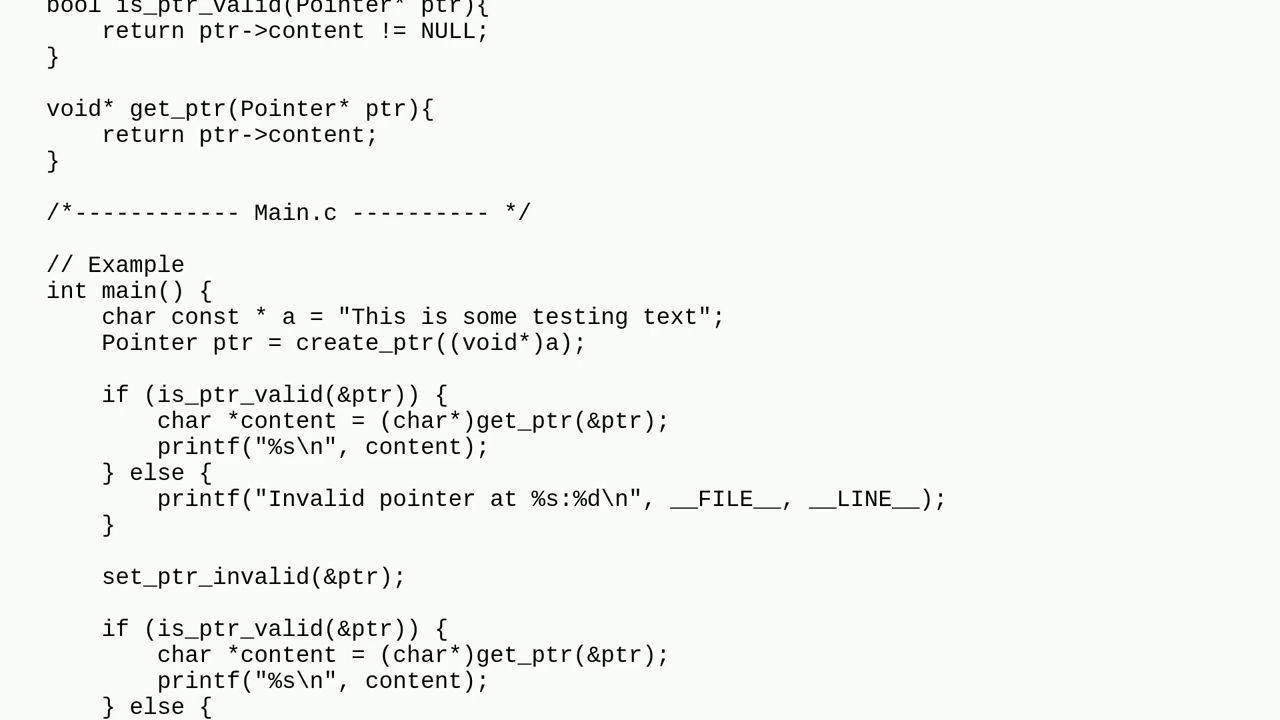 bool is_ptr_valid(Pointer* ptr){
    return ptr->content != NULL;
}

void* get_ptr(Pointer* ptr){
    return ptr->content;
}

/*------------ Main.c ---------- */

// Example
int main() {
    char const * a = "This is some testing text";
    Pointer ptr = create_ptr((void*)a);

    if (is_ptr_valid(&ptr)) {
        char *content = (char*)get_ptr(&ptr);
        printf("%s\n", content);
    } else {
        printf("Invalid pointer at %s:%d\n", __FILE__, __LINE__);
    }

    set_ptr_invalid(&ptr);

    if (is_ptr_valid(&ptr)) {
        char *content = (char*)get_ptr(&ptr);
        printf("%s\n", content);
    } else {